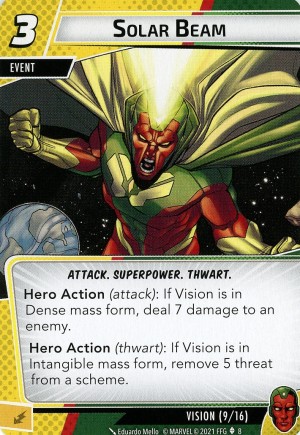 3
SOLAR BEAM
EVENT
ATTACK. SUPERPOWER. THWART.
Hero Action (attack): If Vision is in
Dense mass form, deal 7 damage to an
enemy.
Hero Action (thwart): If Vision is in
Intangible mass form, remove 5 threat
from a scheme.
VISION (9/16)
Eduardo Mello © MARVEL © 2021 FFG 8